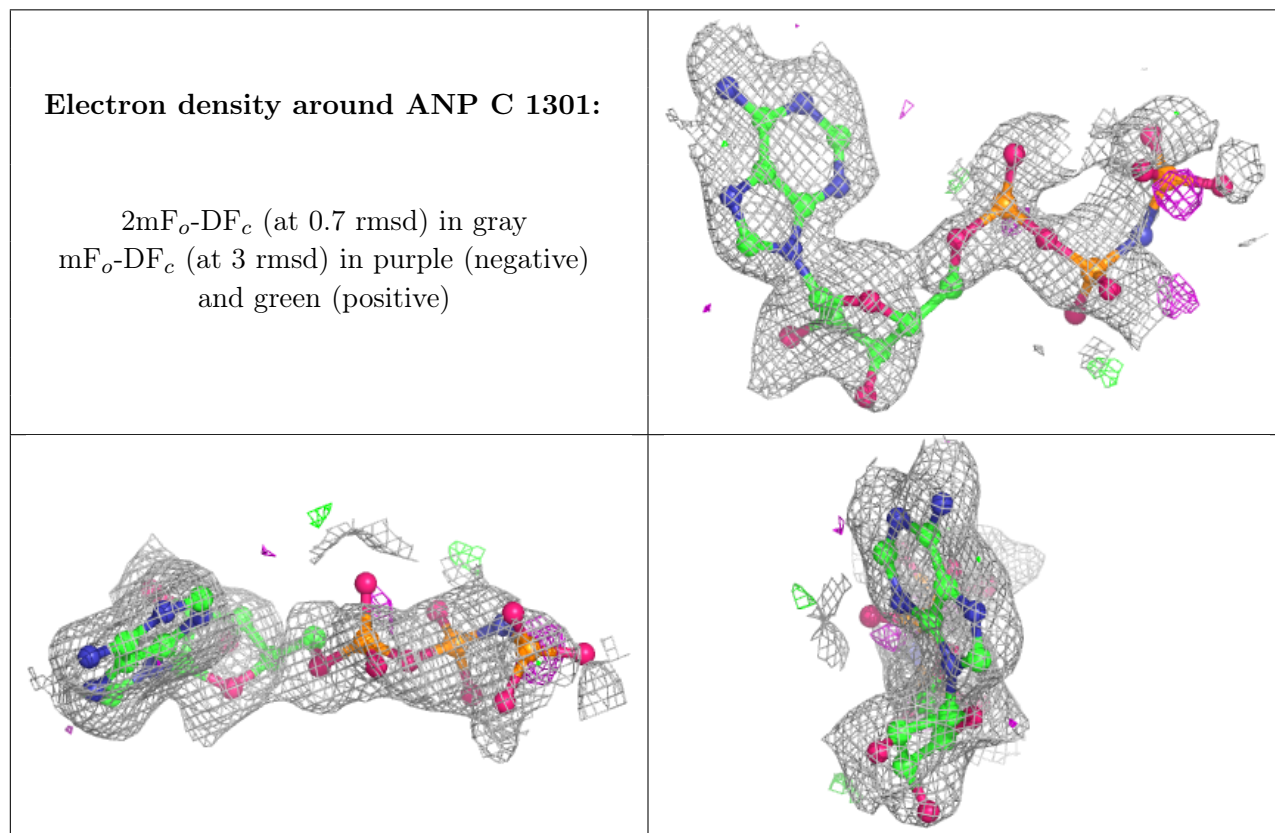 Electron density around ANP C 1301:
2mFo-DFc (at 0.7 rmsd) in gray
mFo-DFc (at 3 rmsd) in purple (negative)
and green (positive)